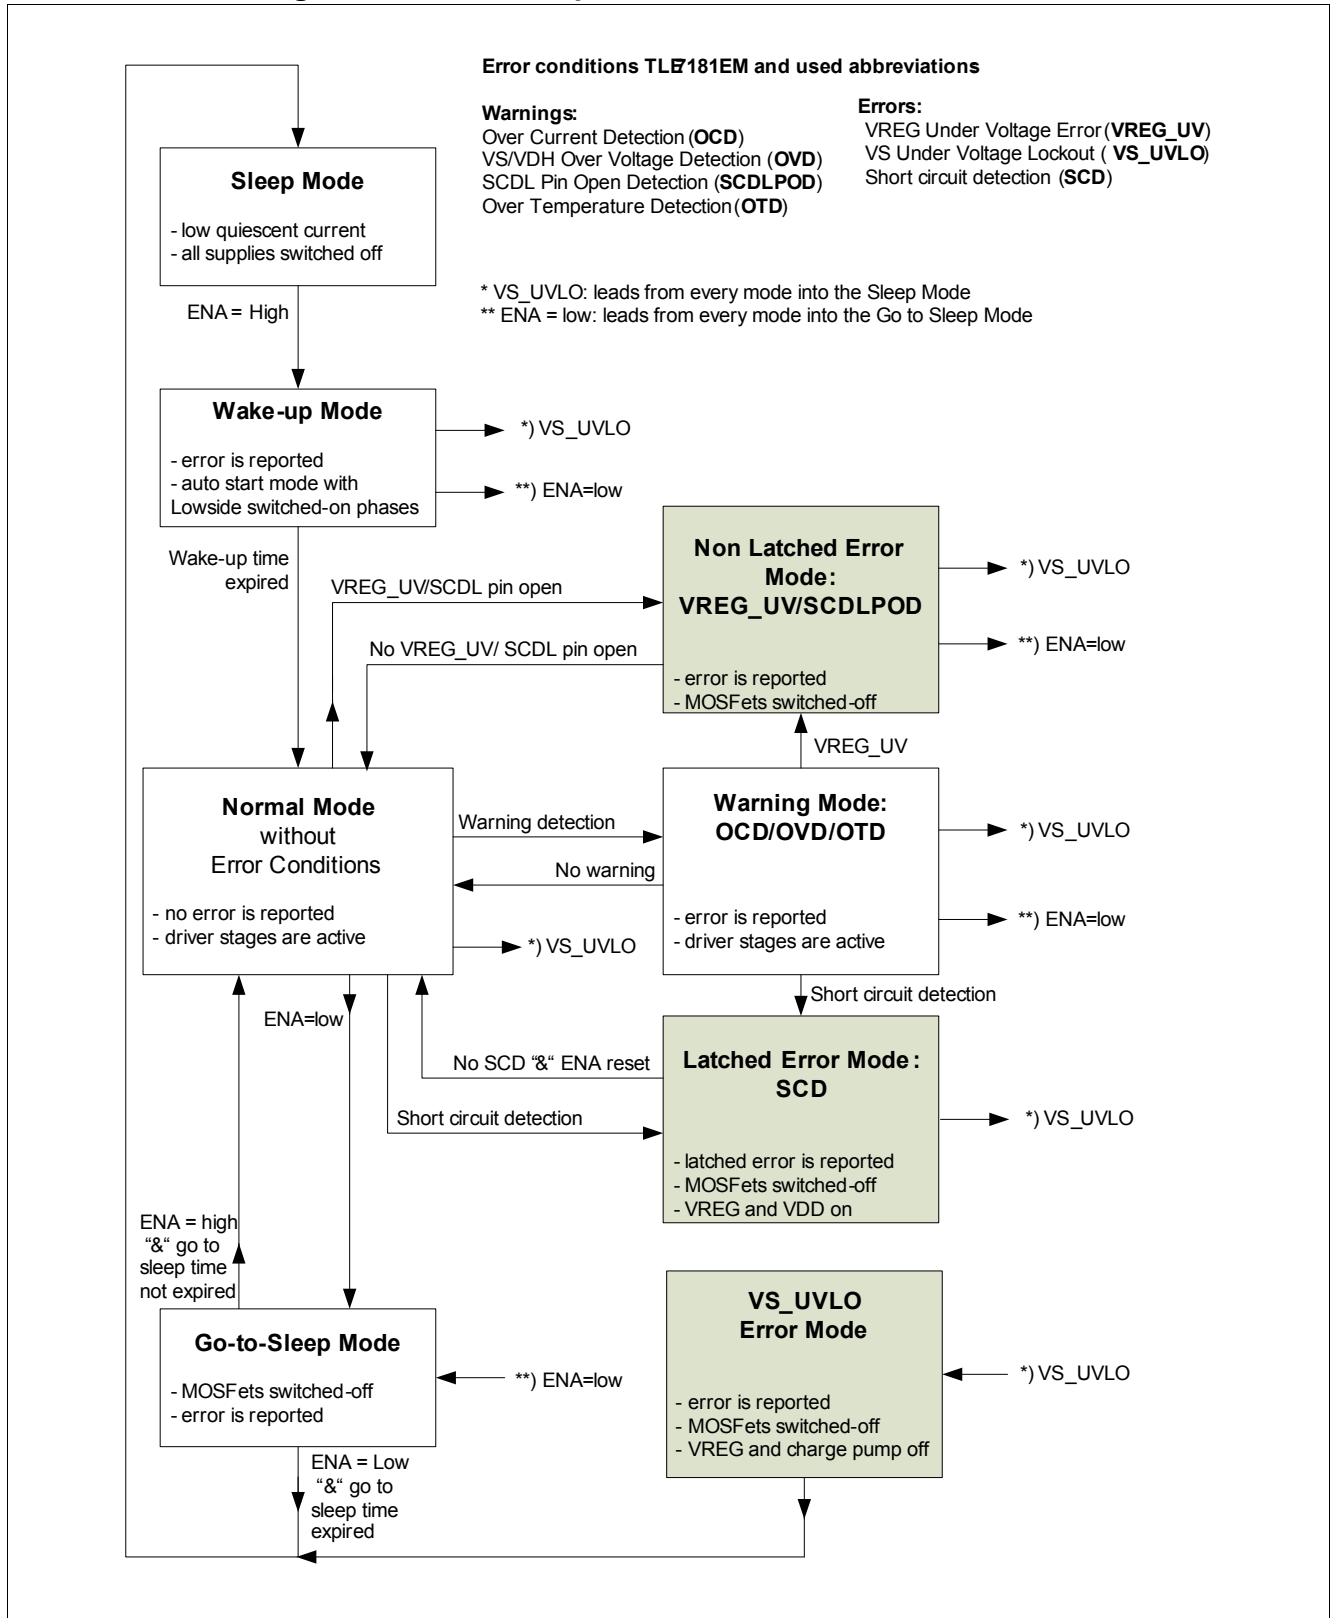 Error conditions TLE7181EM and used abbreviations
Warnings:
Over Current Detection (OCD)
VS/VDH Over Voltage Detection (OVD)
SCDL Pin Open Detection (SCDLPOD)
Over Temperature Detection (OTD)
Errors:
VREG Under Voltage Error (VREG_UV)
VS Under Voltage Lockout ( VS_UVLO)
Short circuit detection (SCD)
* VS_UVLO: leads from every mode into the Sleep Mode
** ENA = low: leads from every mode into the Go to Sleep Mode
Sleep Mode
- low quiescent current
- all supplies switched off
ENA = High
Wake-up Mode
- error is reported
- auto start mode with
Lowside switched-on phases
*) VS_UVLO
**) ENA=low
Wake-up time
expired
VREG_UV/SCDL pin open
No VREG_UV/ SCDL pin open
Non Latched Error
Mode:
VREG_UV/SCDLPOD
- error is reported
- MOSFets switched-off
*) VS_UVLO
**) ENA=low
VREG_UV
Normal Mode
without
Error Conditions
- no error is reported
- driver stages are active
Warning detection
No warning
*) VS_UVLO
Warning Mode:
OCD/OVD/OTD
- error is reported
- driver stages are active
*) VS_UVLO
**) ENA=low
Short circuit detection
ENA=low
No SCD “&“ ENA reset
Short circuit detection
Latched Error Mode:
SCD
- latched error is reported
- MOSFets switched-off
- VREG and VDD on
*) VS_UVLO
ENA = high
“&“ go to
sleep time
not expired
Go-to-Sleep Mode
- MOSFets switched-off
- error is reported
**) ENA=low
VS_UVLO
Error Mode
- error is reported
- MOSFets switched-off
- VREG and charge pump off
*) VS_UVLO
ENA = Low
“&“ go to
sleep time
expired